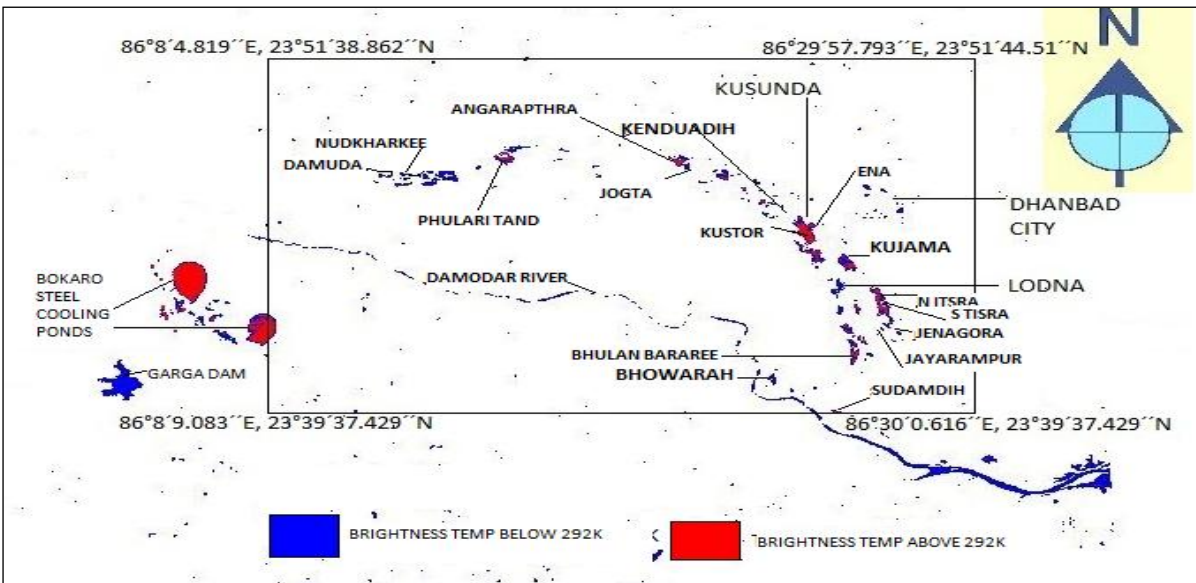 N
86°8´4.819´´E, 23°51´38.862´´N
86°29´57.793´´E, 23°51´44.51´´N
KUSUNDA
ANGARAPTHRA
KENDUADIH
NUDKHARKEE
DAMUDA
ENA
JOGTA
DHANBAD
CITY
PHULARI TAND
KUSTOR
KUJAMA
DAMODAR RIVER
BOKARO
STEEL
COOLING
PONDS
LODNA
N ITSRA
S TISRA
JENAGORA
BHULAN BARAREE
JAYARAMPUR
GARGA DAM
BHOWARAH
SUDAMDIH
86°8´9.083´´E, 23°39´37.429´´N
86°30´0.616´´E, 23°39´37.429´´N
BRIGHTNESS TEMP BELOW 292K
BRIGHTNESS TEMP ABOVE 292K